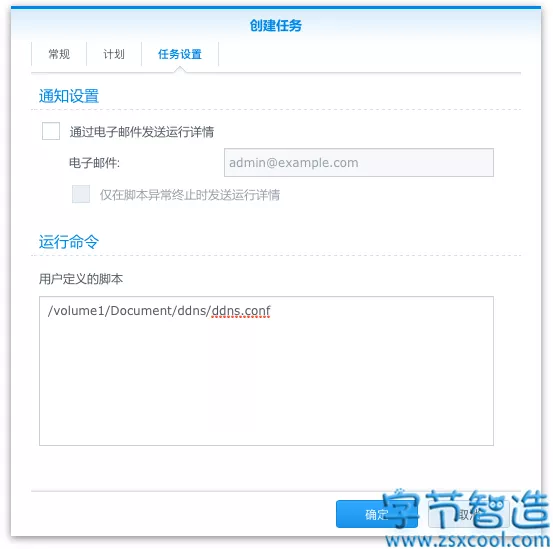 创建任务
常规 计划 任务设置
通知设置
通过电子邮件发送运行详情
电子邮件: admin@example.com
仅在脚本异常终止时发送运行详情
运行命令
用户定义的脚本
/volume1/Document/ddns/ddns.conf
确定 取消
字节智造
www.zsxcool.com